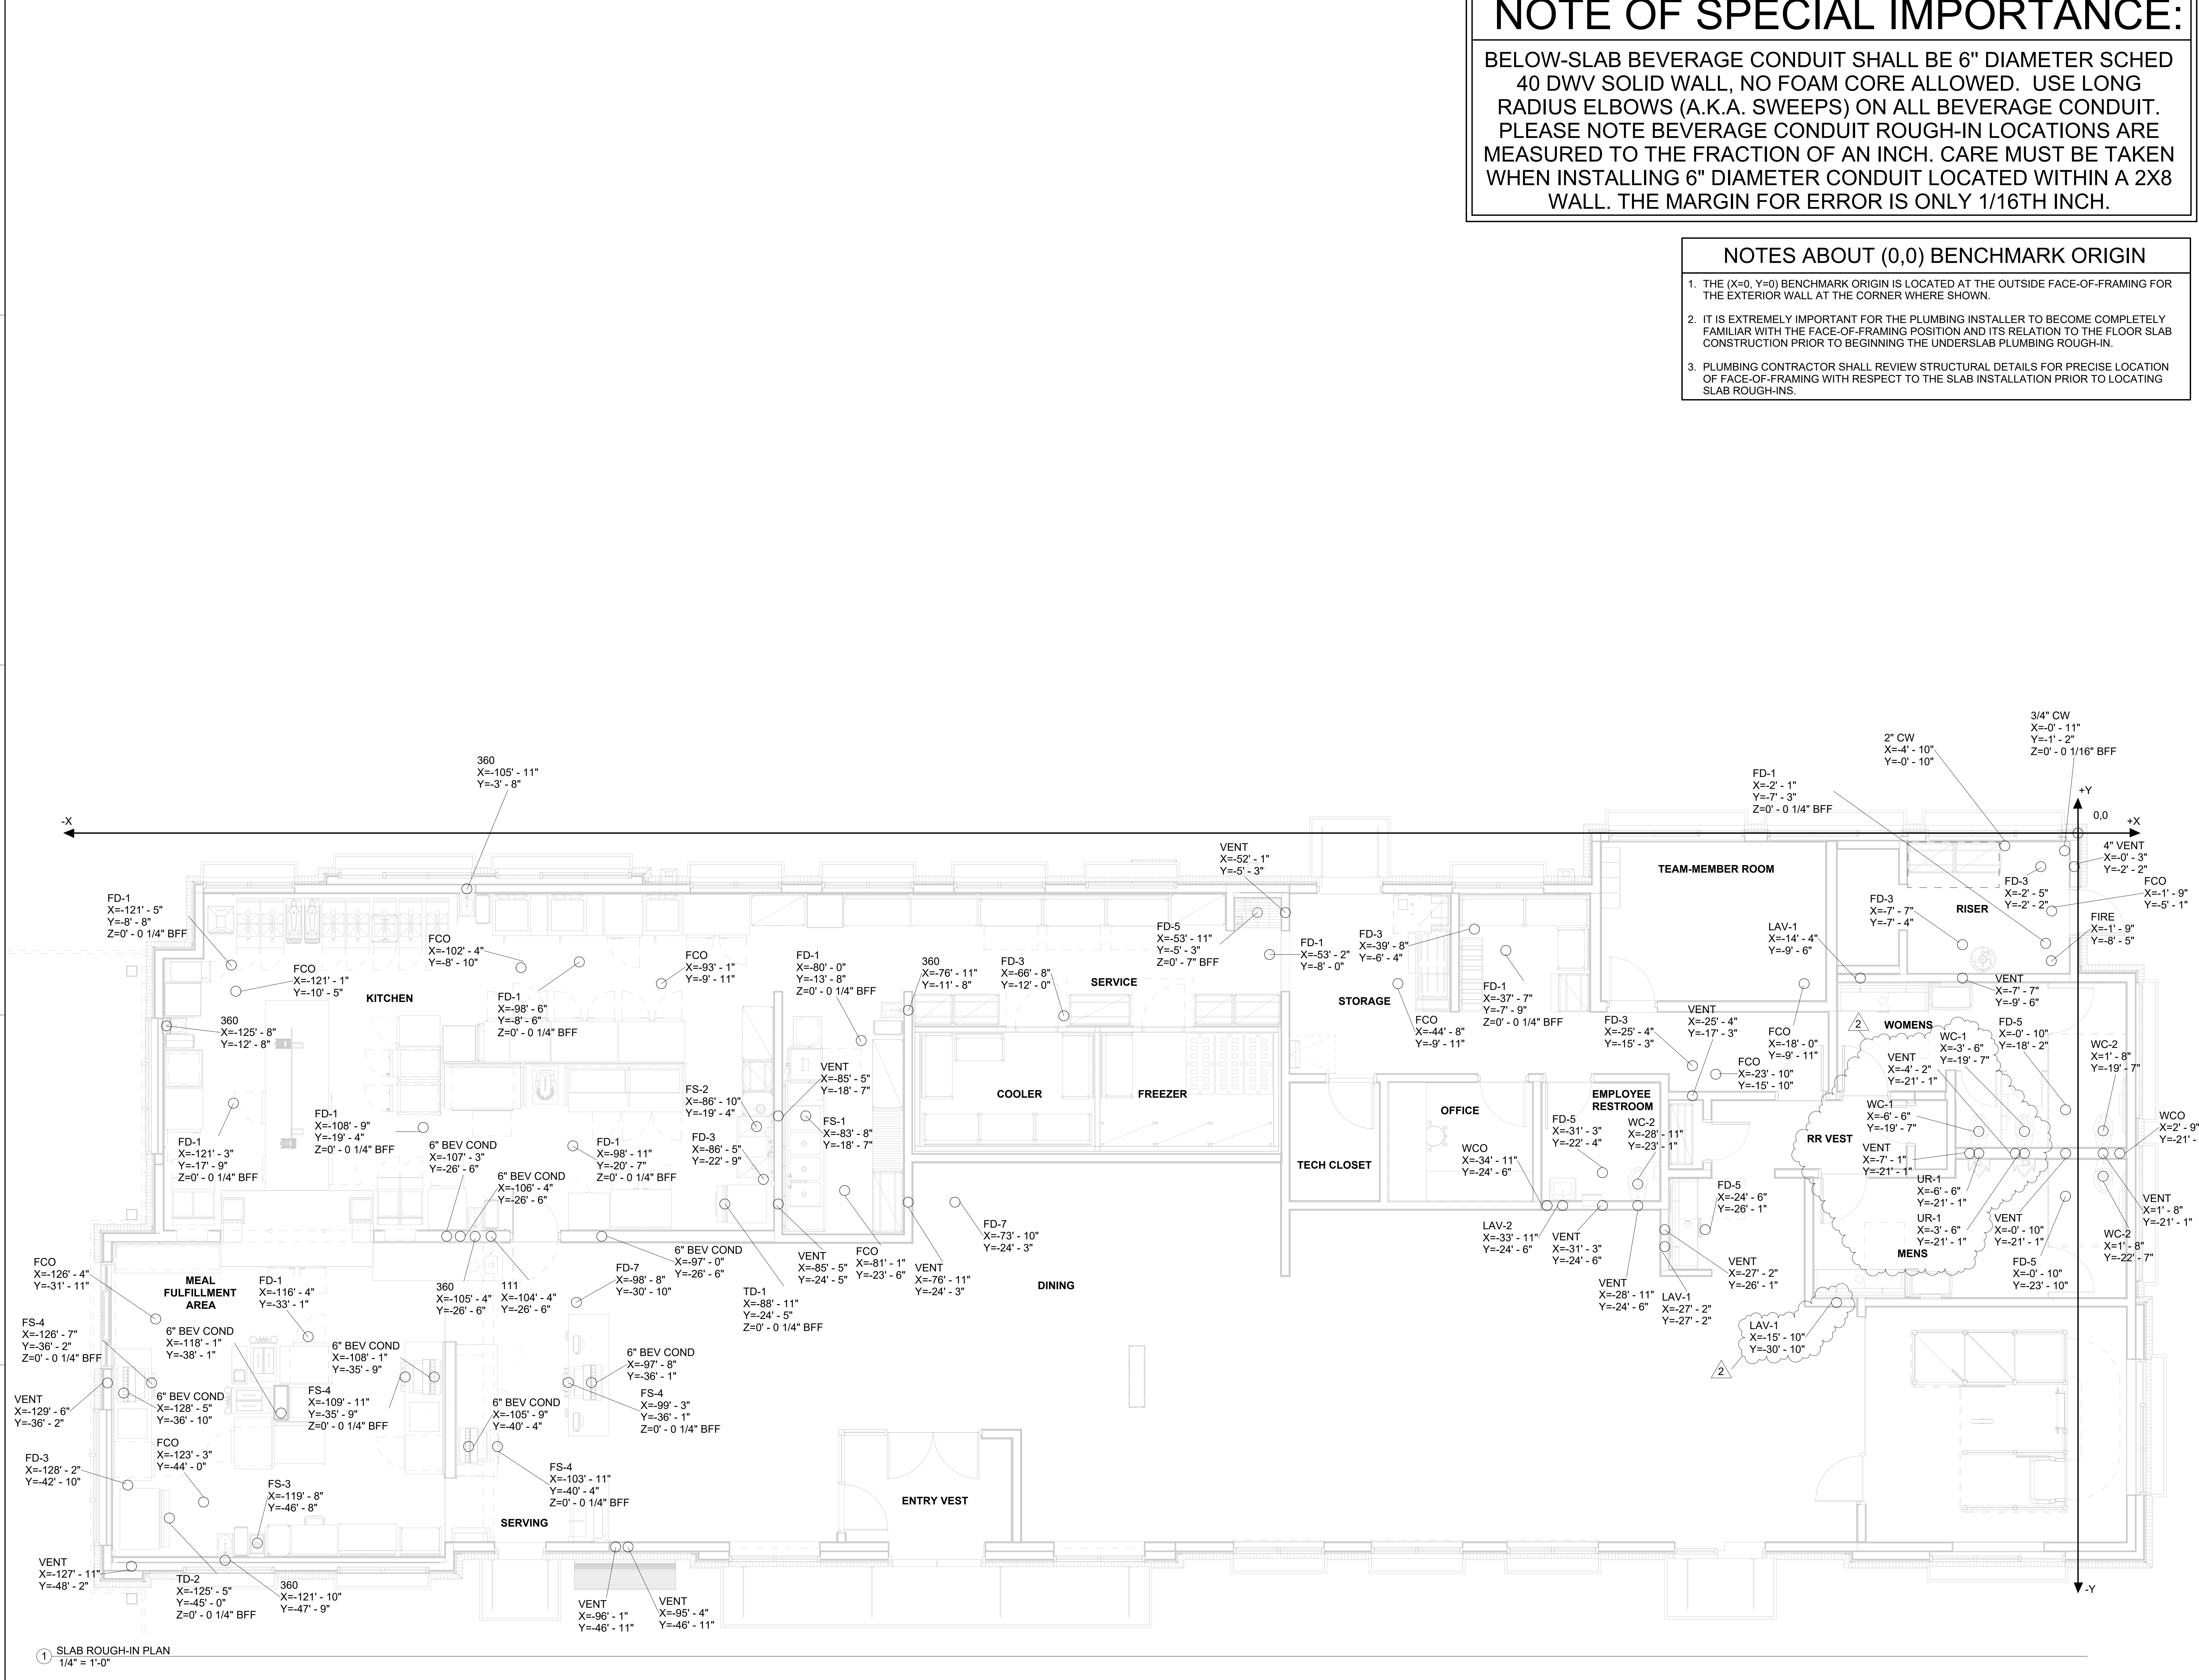 NOTE OF SPECIAL IMPORTANCE:
BELOW-SLAB BEVERAGE CONDUIT SHALL BE 6" DIAMETER SCHED
40 DWV SOLID WALL, NO FOAM CORE ALLOWED.  USE LONG
RADIUS ELBOWS (A.K.A. SWEEPS) ON ALL BEVERAGE CONDUIT.
PLEASE NOTE BEVERAGE CONDUIT ROUGH-IN LOCATIONS ARE
MEASURED TO THE FRACTION OF AN INCH. CARE MUST BE TAKEN
WHEN INSTALLING 6" DIAMETER CONDUIT LOCATED WITHIN A 2X8
WALL. THE MARGIN FOR ERROR IS ONLY 1/16TH INCH.
NOTES ABOUT (0,0) BENCHMARK ORIGIN
1. THE (X=0, Y=0) BENCHMARK ORIGIN IS LOCATED AT THE OUTSIDE FACE-OF-FRAMING FOR
THE EXTERIOR WALL AT THE CORNER WHERE SHOWN.
2. IT IS EXTREMELY IMPORTANT FOR THE PLUMBING INSTALLER TO BECOME COMPLETELY
FAMILIAR WITH THE FACE-OF-FRAMING POSITION AND ITS RELATION TO THE FLOOR SLAB
CONSTRUCTION PRIOR TO BEGINNING THE UNDERSLAB PLUMBING ROUGH-IN.
3. PLUMBING CONTRACTOR SHALL REVIEW STRUCTURAL DETAILS FOR PRECISE LOCATION
OF FACE-OF-FRAMING WITH RESPECT TO THE SLAB INSTALLATION PRIOR TO LOCATING
SLAB ROUGH-INS.
3/4" CW
X=-0' - 11"
Y=-1' - 2"
Z=0' - 0 1/16" BFF
2" CW
X=-4' - 10"
Y=-0' - 10"
360
X=-105' - 11"
Y=-3' - 8"
FD-1
X=-2' - 1"
Y=-7' - 3"
Z=0' - 0 1/4" BFF
-X
+Y
0,0
+X
VENT
X=-52' - 1"
Y=-5' - 3"
4" VENT
X=-0' - 3"
Y=-2' - 2"
TEAM-MEMBER ROOM
FD-3
X=-2' - 5"
Y=-2' - 2"
FCO
X=-1' - 9"
Y=-5' - 1"
FD-1
X=-121' - 5"
Y=-8' - 8"
Z=0' - 0 1/4" BFF
FD-3
X=-7' - 7"
Y=-7' - 4"
RISER
FIRE
X=-1' - 9"
Y=-8' - 5"
FCO
X=-102' - 4"
Y=-8' - 10"
FD-5
X=-53' - 11"
Y=-5' - 3"
Z=0' - 7" BFF
FD-1
X=-53' - 2"
Y=-8' - 0"
FD-3
X=-39' - 8"
Y=-6' - 4"
LAV-1
X=-14' - 4"
Y=-9' - 6"
FCO
X=-121' - 1"
Y=-10' - 5"
FCO
X=-93' - 1"
Y=-9' - 11"
FD-1
X=-80' - 0"
Y=-13' - 8"
Z=0' - 0 1/4" BFF
360
X=-76' - 11"
Y=-11' - 8"
FD-3
X=-66' - 8"
Y=-12' - 0"
SERVICE
KITCHEN
FD-1
X=-98' - 6"
Y=-8' - 6"
Z=0' - 0 1/4" BFF
STORAGE
FD-1
X=-37' - 7"
Y=-7' - 9"
Z=0' - 0 1/4" BFF
VENT
X=-7' - 7"
Y=-9' - 6"
360
X=-125' - 8"
Y=-12' - 8"
FCO
X=-44' - 8"
Y=-9' - 11"
FD-3
X=-25' - 4"
Y=-15' - 3"
VENT
X=-25' - 4"
Y=-17' - 3"
FCO
X=-18' - 0"
Y=-9' - 11"
2
WOMENS
WC-1
X=-3' - 6"
Y=-19' - 7"
FD-5
X=-0' - 10"
Y=-18' - 2"
WC-2
X=1' - 8"
Y=-19' - 7"
VENT
X=-4' - 2"
Y=-21' - 1"
FCO
X=-23' - 10"
Y=-15' - 10"
VENT
X=-85' - 5"
Y=-18' - 7"
FS-2
X=-86' - 10"
Y=-19' - 4"
COOLER
FREEZER
OFFICE
EMPLOYEE
RESTROOM
WC-1
X=-6' - 6"
Y=-19' - 7"
WCO
X=2' - 9"
Y=-21' -
FD-1
X=-121' - 3"
Y=-17' - 9"
Z=0' - 0 1/4" BFF
FD-1
X=-108' - 9"
Y=-19' - 4"
Z=0' - 0 1/4" BFF
FS-1
X=-83' - 8"
Y=-18' - 7"
FD-5
X=-31' - 3"
Y=-22' - 4"
WC-2
X=-28' - 11"
Y=-23' - 1"
RR VEST
6" BEV COND
X=-107' - 3"
Y=-26' - 6"
FD-1
X=-98' - 11"
Y=-20' - 7"
Z=0' - 0 1/4" BFF
FD-3
X=-86' - 5"
Y=-22' - 9"
TECH CLOSET
WCO
X=-34' - 11"
Y=-24' - 6"
VENT
X=-7' - 1"
Y=-21' - 1"
6" BEV COND
X=-106' - 4"
Y=-26' - 6"
FD-5
X=-24' - 6"
Y=-26' - 1"
UR-1
X=-6' - 6"
Y=-21' - 1"
VENT
X=1' - 8"
Y=-21' - 1"
FD-7
X=-73' - 10"
Y=-24' - 3"
LAV-2
X=-33' - 11"
Y=-24' - 6"
UR-1
X=-3' - 6"
Y=-21' - 1"
VENT
X=-0' - 10"
Y=-21' - 1"
WC-2
X=1' - 8"
Y=-22' - 7"
6" BEV COND
X=-97' - 0"
Y=-26' - 6"
VENT
X=-85' - 5"
Y=-24' - 5"
FCO
X=-81' - 1"
Y=-23' - 6"
VENT
X=-76' - 11"
Y=-24' - 3"
VENT
X=-31' - 3"
Y=-24' - 6"
MENS
FCO
X=-126' - 4"
Y=-31' - 11"
MEAL
FULFILLMENT
AREA
FD-1
X=-116' - 4"
Y=-33' - 1"
360
X=-105' - 4"
Y=-26' - 6"
111
X=-104' - 4"
Y=-26' - 6"
FD-7
X=-98' - 8"
Y=-30' - 10"
TD-1
X=-88' - 11"
Y=-24' - 5"
Z=0' - 0 1/4" BFF
DINING
VENT
X=-28' - 11"
Y=-24' - 6"
VENT
X=-27' - 2"
Y=-26' - 1"
LAV-1
X=-27' - 2"
Y=-27' - 2"
FD-5
X=-0' - 10"
Y=-23' - 10"
FS-4
X=-126' - 7"
Y=-36' - 2"
Z=0' - 0 1/4" BFF
6" BEV COND
X=-118' - 1"
Y=-38' - 1"
6" BEV COND
X=-108' - 1"
Y=-35' - 9"
LAV-1
X=-15' - 10"
Y=-30' - 10"
2
6" BEV COND
X=-97' - 8"
Y=-36' - 1"
VENT
X=-129' - 6"
Y=-36' - 2"
6" BEV COND
X=-128' - 5"
Y=-36' - 10"
FS-4
X=-109' - 11"
Y=-35' - 9"
Z=0' - 0 1/4" BFF
6" BEV COND
X=-105' - 9"
Y=-40' - 4"
FS-4
X=-99' - 3"
Y=-36' - 1"
Z=0' - 0 1/4" BFF
FCO
X=-123' - 3"
Y=-44' - 0"
FD-3
X=-128' - 2"
Y=-42' - 10"
FS-3
X=-119' - 8"
Y=-46' - 8"
FS-4
X=-103' - 11"
Y=-40' - 4"
Z=0' - 0 1/4" BFF
SERVING
ENTRY VEST
VENT
X=-127' - 11"
Y=-48' - 2"
TD-2
X=-125' - 5"
Y=-45' - 0"
Z=0' - 0 1/4" BFF
360
X=-121' - 10"
Y=-47' - 9"
VENT
X=-96' - 1"
Y=-46' - 11"
VENT
X=-95' - 4"
Y=-46' - 11"
-Y
1 SLAB ROUGH-IN PLAN
1/4" = 1'-0"